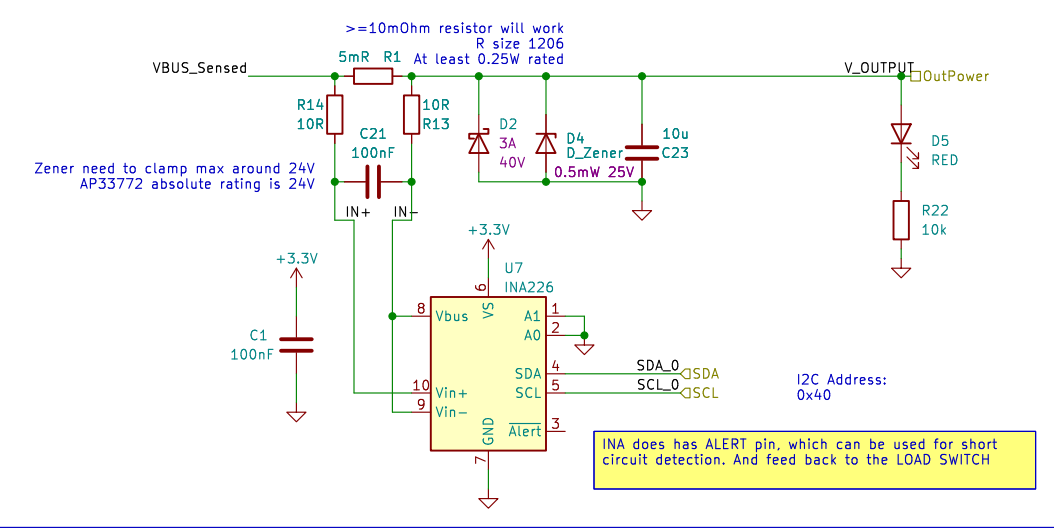 >=10mOhm resistor will work
R size 1206
At least 0.25W rated
5mR R1
VBUS_Sensed
V_OUTPUT
OutPower
R14
10R
10R
R13
C21
100nF
D2
3A
40V
D4
D_Zener
0.5mW 25V
10u
C23
D5
RED
R22
10k
Zener need to clamp max around 24V
AP33772 absolute rating is 24V
IN+
IN-
+3.3V
+3.3V
U7
INA226
C1
100nF
6
VS
8
Vbus
A1
1
A0
2
SDA
4
SDA_0
SDA
SCL
5
SCL_0
SCL
10
Vin+
9
Vin-
GND
7
Alert
3
I2C Address:
0x40
INA does has ALERT pin, which can be used for short
circuit detection. And feed back to the LOAD SWITCH